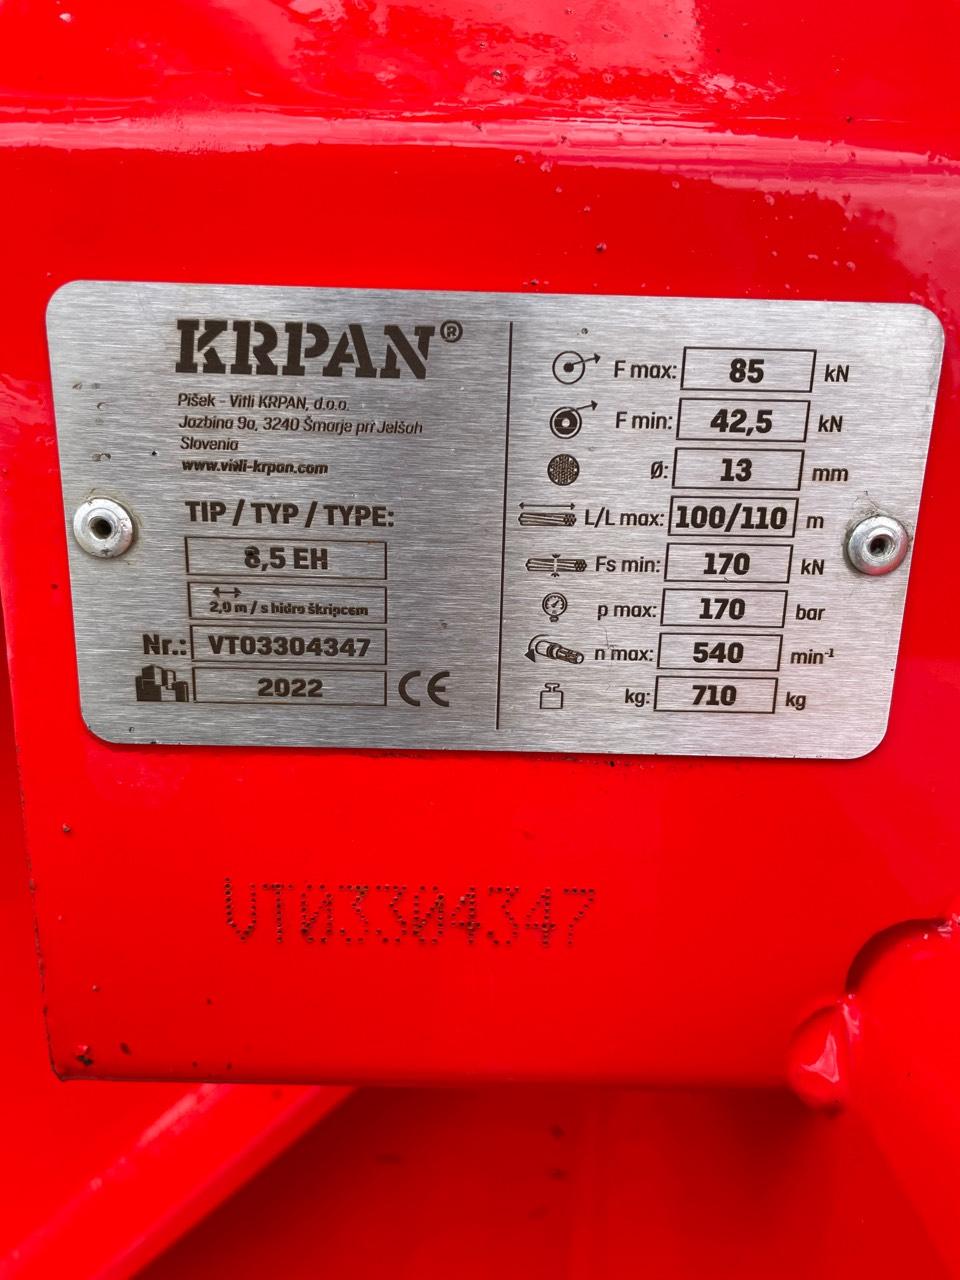 KRPAN®
Pišek - Vitli KRPAN, d.o.o.
Jazbina 9a, 3240 Šmarje pri Jelšah
Slovenia
www.vitli-krpan.com
TIP / TYP / TYPE:
8,5 EH
2,0 m / s hidro škripcem
Nr.: VT03304347
2022 CE
F max: 85 kN
F min: 42,5 kN
Ø: 13 mm
L/L max: 100/110 m
Fs min: 170 kN
p max: 170 bar
n max: 540 min⁻¹
kg: 710 kg
VT03304347